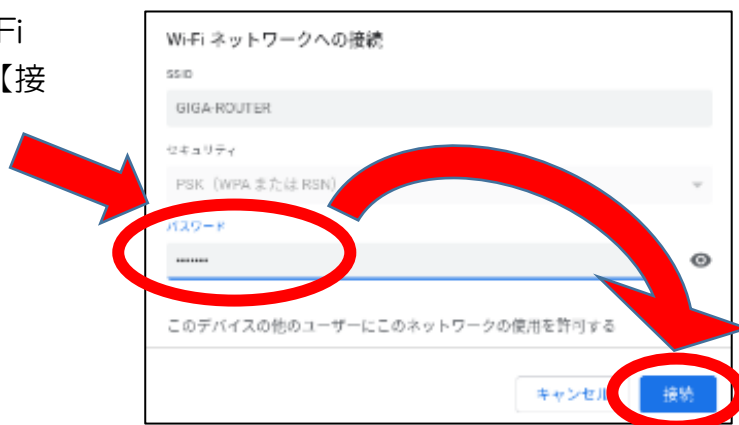 Fi
【接
Wi-Fi ネットワークへの接続
SSID
GIGA-ROUTER
セキュリティ
PSK（WPA または RSN）
パスワード
••••••••
このデバイスの他のユーザーにこのネットワークの使用を許可する
キャンセル
接続